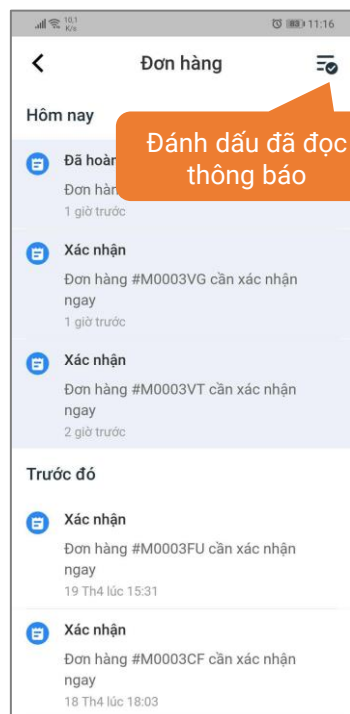 10,1
K/s
88 11:16
Đơn hàng
Hôm nay
Đánh dấu đã đọc
thông báo
Đã hoàn
Đơn hàn
1 giờ trước
Xác nhận
Đơn hàng #M0003VG cần xác nhận
ngay
1 giờ trước
Xác nhận
Đơn hàng #M0003VT cần xác nhận
ngay
2 giờ trước
Trước đó
Xác nhận
Đơn hàng #M0003FU cần xác nhận
ngay
19 Th4 lúc 15:31
Xác nhận
Đơn hàng #M0003CF cần xác nhận
ngay
18 Th4 lúc 18:03